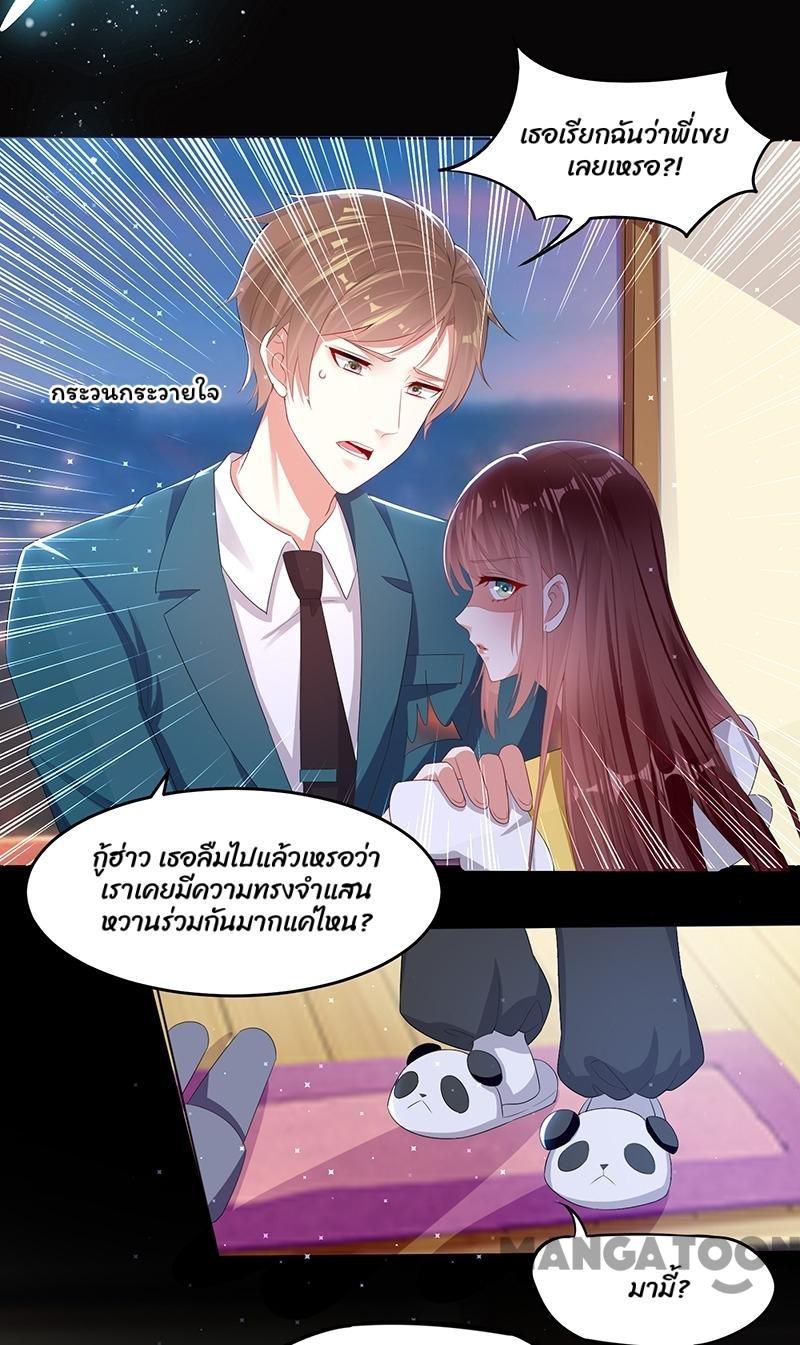 เธอเรียกฉันว่าพี่เขย
เลยเหรอ?!
กระวนกระวายใจ
กู้ฮ่าว เธอลืมไปแล้วเหรอว่า
เราเคยมีความทรงจำแสน
หวานร่วมกันมากแค่ไหน?
MANGATOON
มามี้?